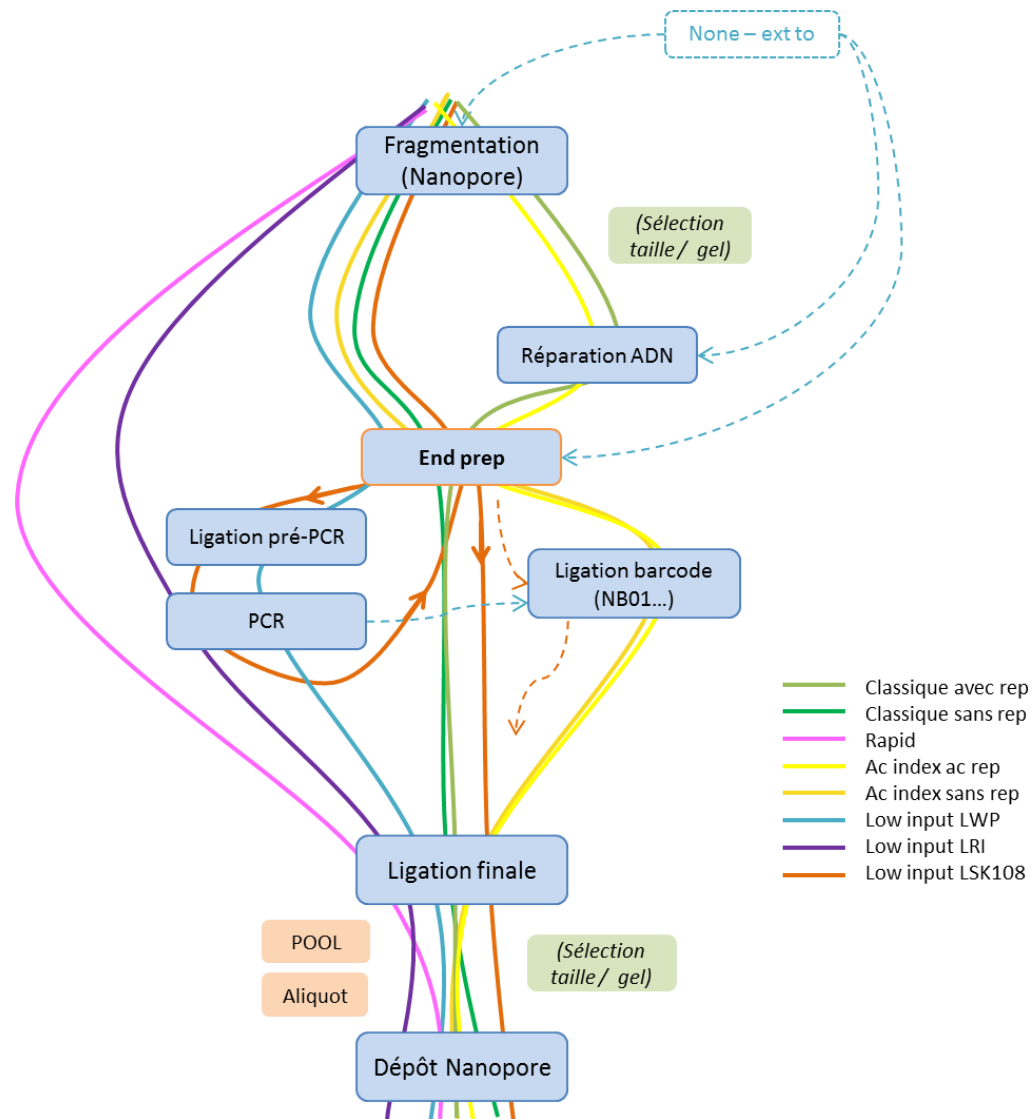 None – ext to
Fragmentation
(Nanopore)
(Sélection
taille / gel)
Réparation ADN
End prep
Ligation pré-PCR
Ligation barcode
(NB01...)
PCR
Classique avec rep
Classique sans rep
Rapid
Ac index ac rep
Ac index sans rep
Low input LWP
Low input LRI
Low input LSK108
Ligation finale
POOL
(Sélection
taille / gel)
Aliquot
Dépôt Nanopore